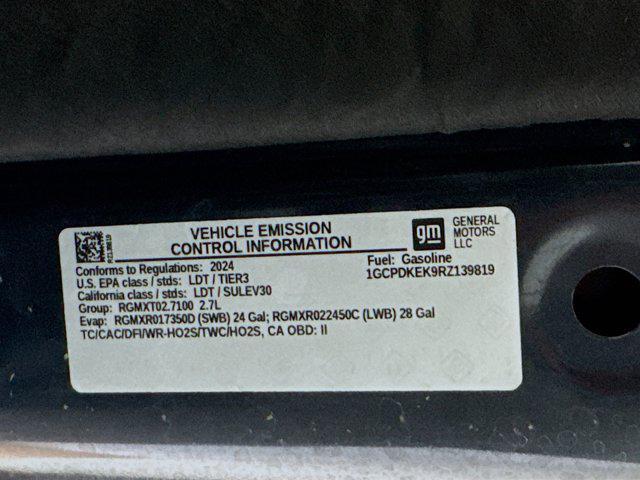 VEHICLE EMISSION
CONTROL INFORMATION
gm
GENERAL
MOTORS
LLC
Conforms to Regulations: 2024
Fuel: Gasoline
U.S. EPA class / stds: LDT / TIER3
1GCPDKEK9RZ139819
California class / stds: LDT / SULEV30
Group: RGMXT02.7100 2.7L
Evap: RGMXR017350D (SWB) 24 Gal; RGMXR022450C (LWB) 28 Gal
TC/CAC/DFI/WR-HO2S/TWC/HO2S, CA OBD: II